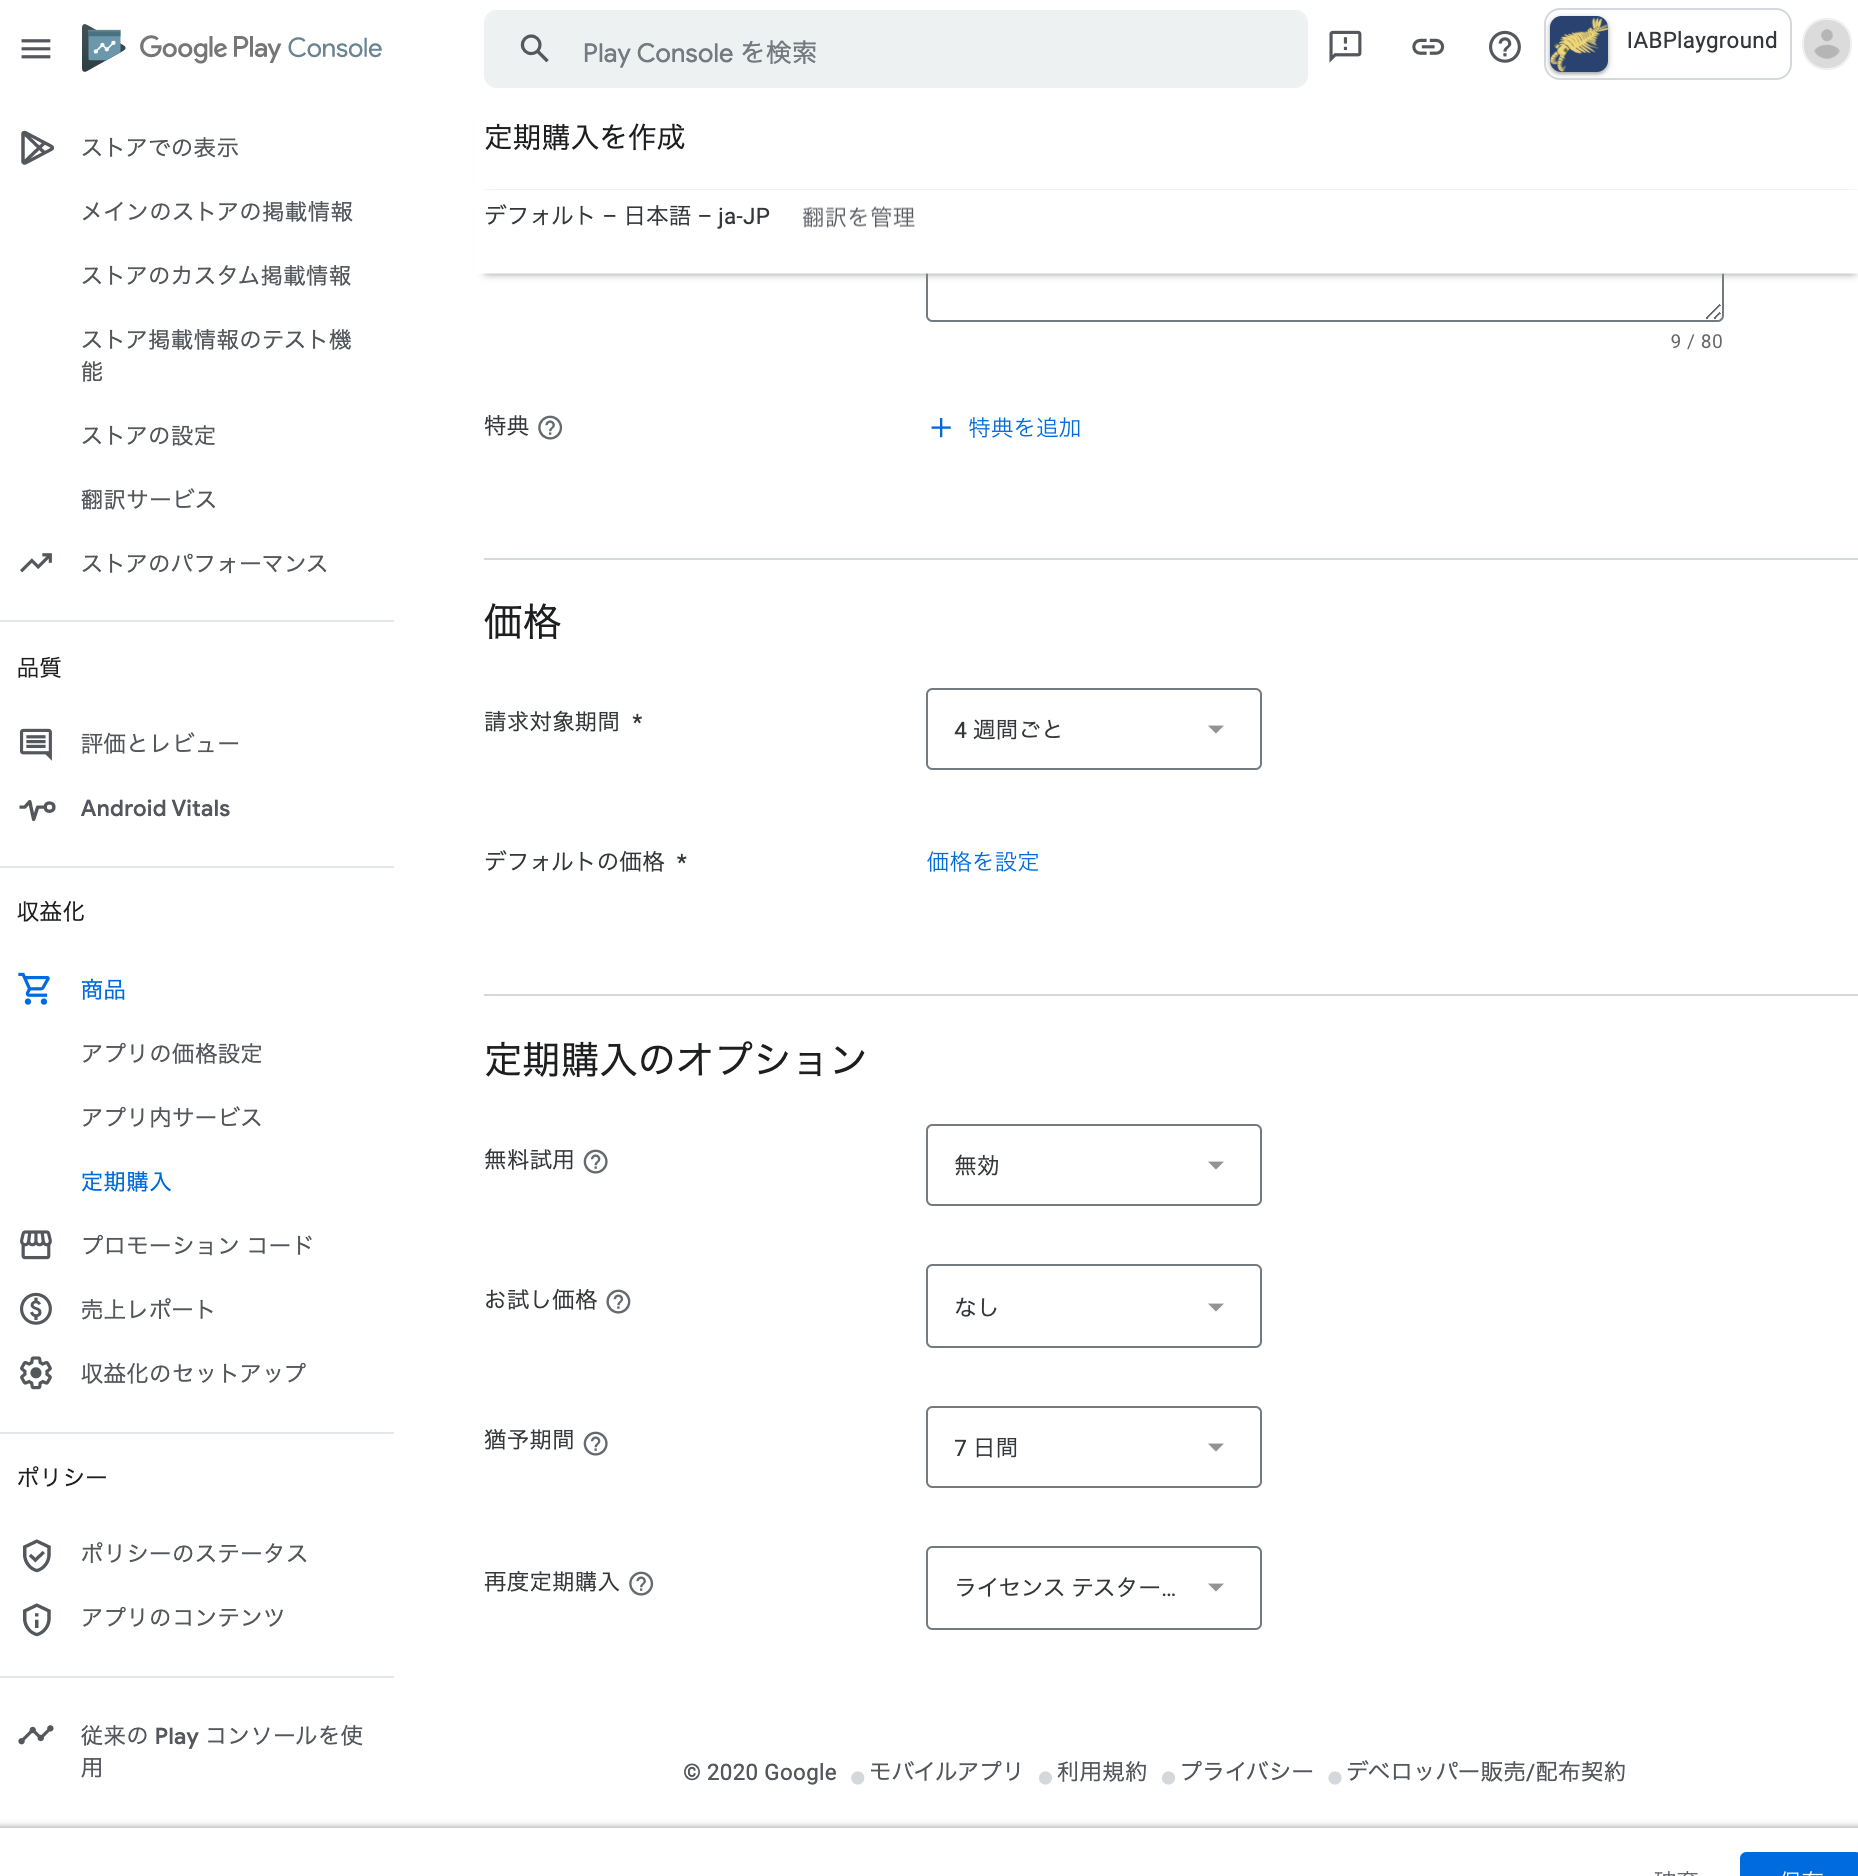 Google Play Console
Play Console を検索
IABPlayground
ストアでの表示
メインのストアの掲載情報
ストアのカスタム掲載情報
ストア掲載情報のテスト機
能
ストアの設定
翻訳サービス
ストアのパフォーマンス
品質
評価とレビュー
Android Vitals
収益化
商品
アプリの価格設定
アプリ内サービス
定期購入
プロモーション コード
売上レポート
収益化のセットアップ
ポリシー
ポリシーのステータス
アプリのコンテンツ
従来の Play コンソールを使
用
定期購入を作成
デフォルト – 日本語 – ja-JP 翻訳を管理
9 / 80
特典
特典を追加
価格
請求対象期間 *
4 週間ごと
デフォルトの価格 *
価格を設定
定期購入のオプション
無料試用
無効
お試し価格
なし
猶予期間
7 日間
再度定期購入
ライセンス テスター...
© 2020 Google モバイルアプリ 利用規約 プライバシー デベロッパー販売/配布契約